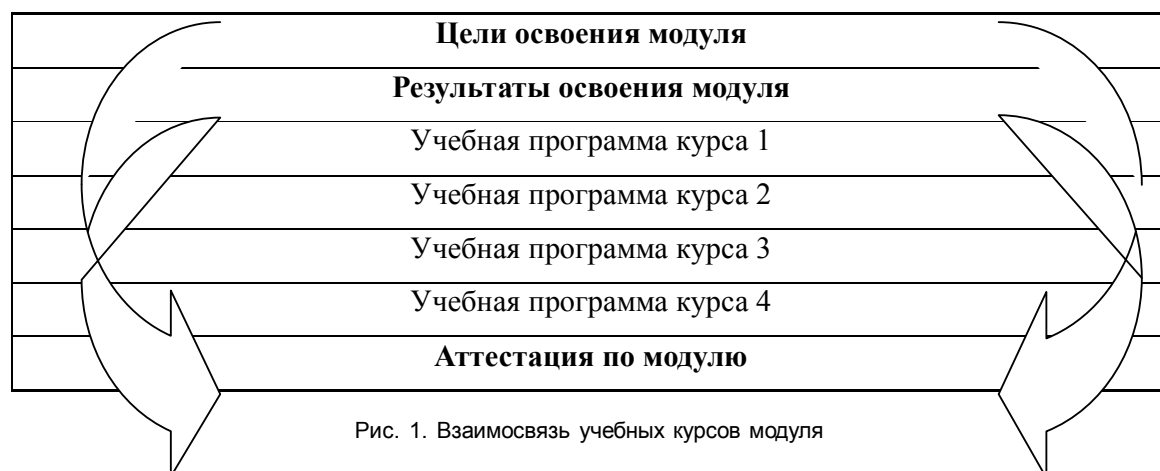 Цели освоения модуля
Результаты освоения модуля
Учебная программа курса 1
Учебная программа курса 2
Учебная программа курса 3
Учебная программа курса 4
Аттестация по модулю
Рис. 1. Взаимосвязь учебных курсов модуля